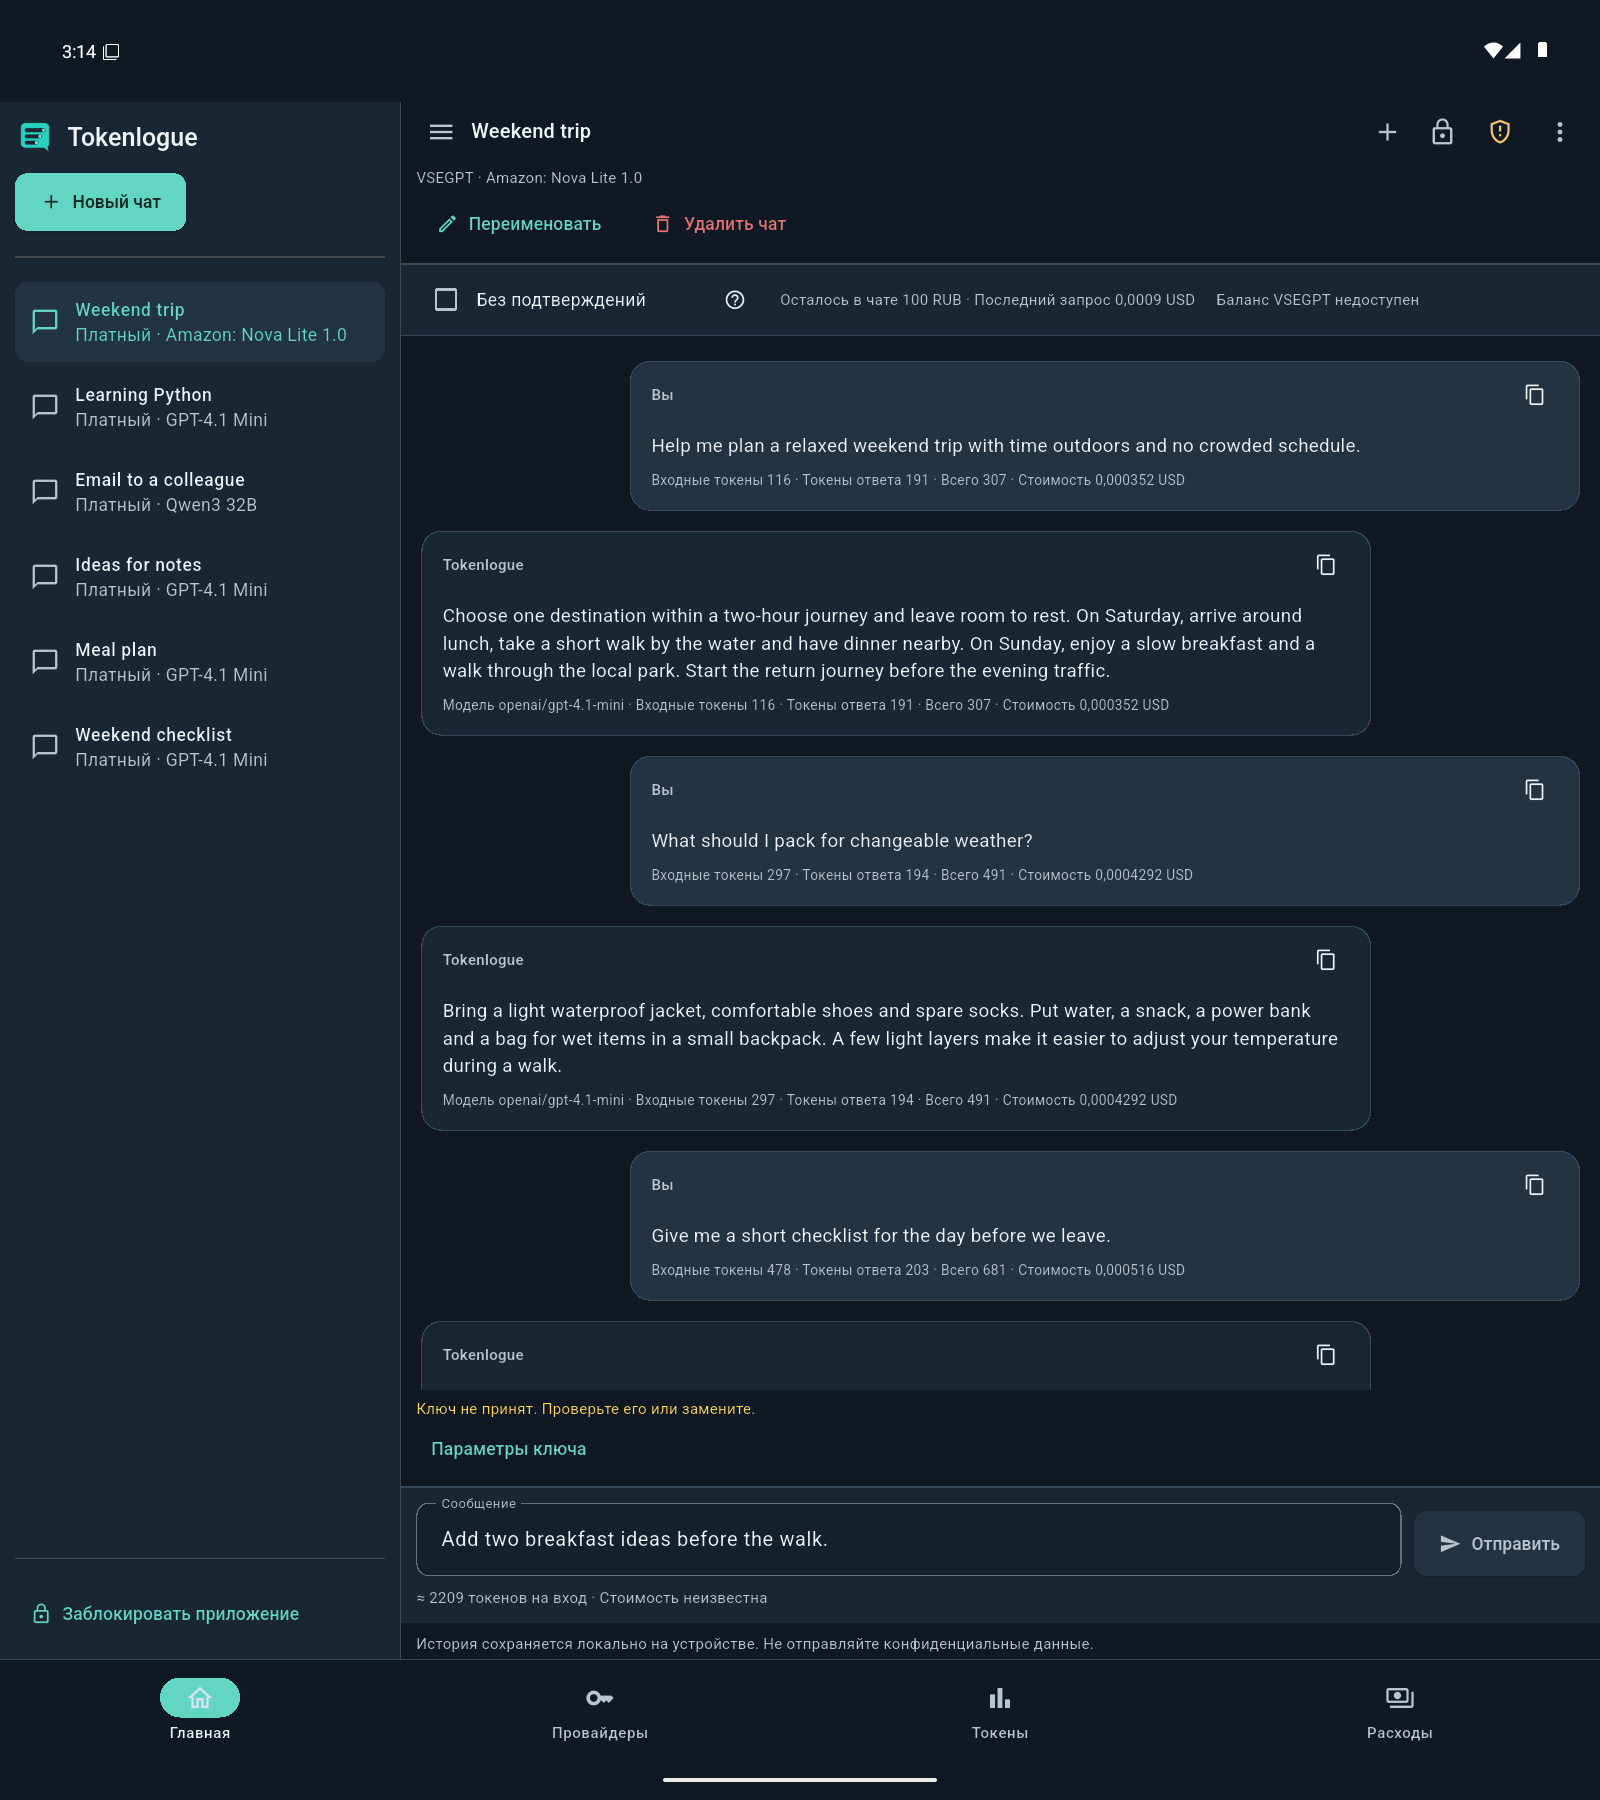 3:14
Tokenlogue
Новый чат
Weekend trip
Платный · Amazon: Nova Lite 1.0
Learning Python
Платный · GPT-4.1 Mini
Email to a colleague
Платный · Qwen3 32B
Ideas for notes
Платный · GPT-4.1 Mini
Meal plan
Платный · GPT-4.1 Mini
Weekend checklist
Платный · GPT-4.1 Mini
Заблокировать приложение
Weekend trip
VSEGPT · Amazon: Nova Lite 1.0
Переименовать
Удалить чат
Без подтверждений
Осталось в чате 100 RUB · Последний запрос 0,0009 USD
Баланс VSEGPT недоступен
Вы
Help me plan a relaxed weekend trip with time outdoors and no crowded schedule.
Входные токены 116 · Токены ответа 191 · Всего 307 · Стоимость 0,000352 USD
Tokenlogue
Choose one destination within a two-hour journey and leave room to rest. On Saturday, arrive around
lunch, take a short walk by the water and have dinner nearby. On Sunday, enjoy a slow breakfast and a
walk through the local park. Start the return journey before the evening traffic.
Модель openai/gpt-4.1-mini · Входные токены 116 · Токены ответа 191 · Всего 307 · Стоимость 0,000352 USD
Вы
What should I pack for changeable weather?
Входные токены 297 · Токены ответа 194 · Всего 491 · Стоимость 0,0004292 USD
Tokenlogue
Bring a light waterproof jacket, comfortable shoes and spare socks. Put water, a snack, a power bank
and a bag for wet items in a small backpack. A few light layers make it easier to adjust your temperature
during a walk.
Модель openai/gpt-4.1-mini · Входные токены 297 · Токены ответа 194 · Всего 491 · Стоимость 0,0004292 USD
Вы
Give me a short checklist for the day before we leave.
Входные токены 478 · Токены ответа 203 · Всего 681 · Стоимость 0,000516 USD
Tokenlogue
Ключ не принят. Проверьте его или замените.
Параметры ключа
Сообщение
Add two breakfast ideas before the walk.
Отправить
≈ 2209 токенов на вход · Стоимость неизвестна
История сохраняется локально на устройстве. Не отправляйте конфиденциальные данные.
Главная
Провайдеры
Токены
Расходы